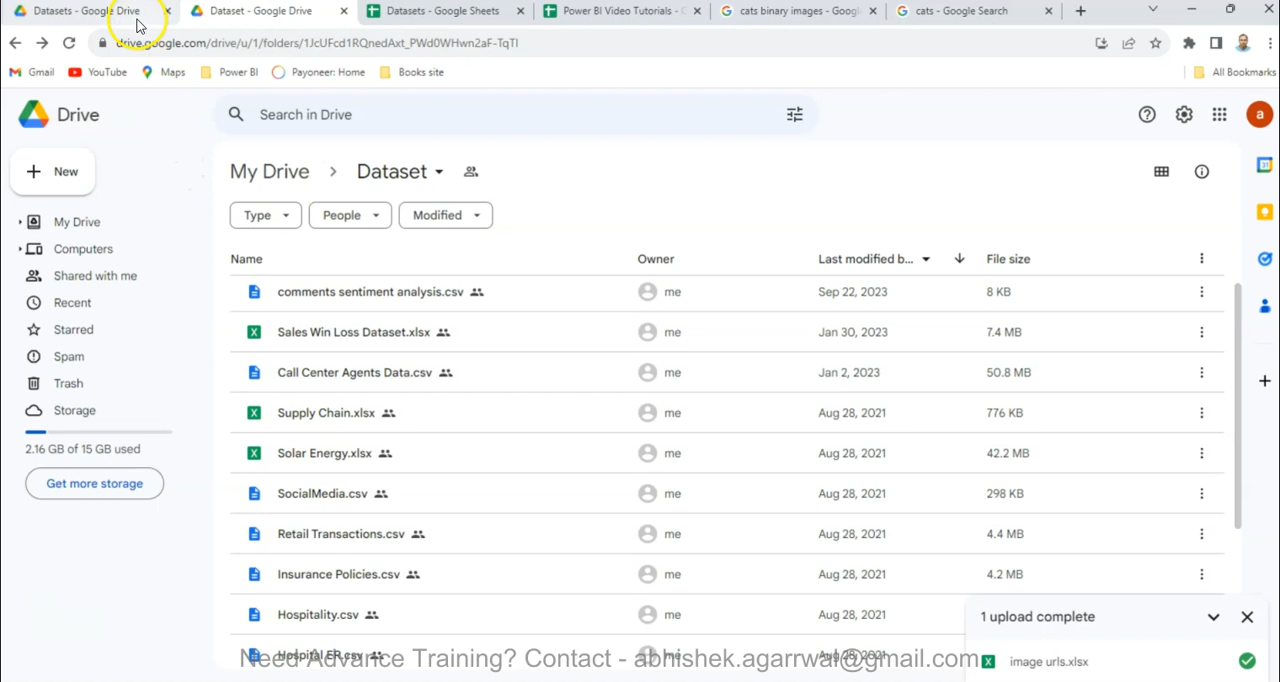 Datasets - Google Drive
Dataset - Google Drive
Datasets - Google Sheets
Power BI Video Tutorials - G
cats binary images - Google
cats - Google Search
drive.google.com/drive/u/1/folders/1JcUFcd1RQnedAxt_PWd0WHwn2aF-TqTI
Gmail
YouTube
Maps
Power BI
Payoneer: Home
Books site
All Bookmarks
Drive
Search in Drive
a
New
My Drive
Computers
Shared with me
Recent
Starred
Spam
Trash
Storage
2.16 GB of 15 GB used
Get more storage
My Drive > Dataset
Type
People
Modified
Name Owner Last modified b... File size
comments sentiment analysis.csv me Sep 22, 2023 8 KB
Sales Win Loss Dataset.xlsx me Jan 30, 2023 7.4 MB
Call Center Agents Data.csv me Jan 2, 2023 50.8 MB
Supply Chain.xlsx me Aug 28, 2021 776 KB
Solar Energy.xlsx me Aug 28, 2021 42.2 MB
SocialMedia.csv me Aug 28, 2021 298 KB
Retail Transactions.csv me Aug 28, 2021 4.4 MB
Insurance Policies.csv me Aug 28, 2021 4.2 MB
Hospitality.csv me Aug 28, 2021
Hospital ER.csv me Aug 28, 2021
1 upload complete
image urls.xlsx
Need Advance Training? Contact - abhishek.agarrwal@gmail.com